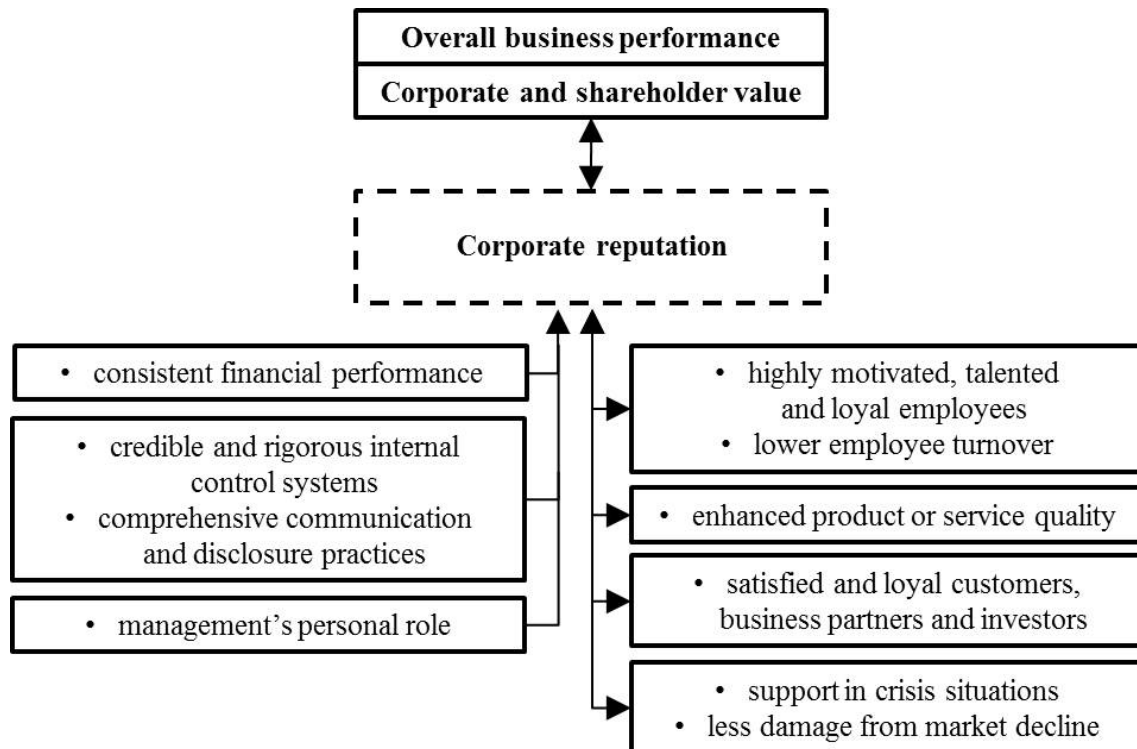 Overall business performance
Corporate and shareholder value
Corporate reputation
• consistent financial performance
• credible and rigorous internal
control systems
• comprehensive communication
and disclosure practices
• management’s personal role
• highly motivated, talented
and loyal employees
• lower employee turnover
• enhanced product or service quality
• satisfied and loyal customers,
business partners and investors
• support in crisis situations
• less damage from market decline